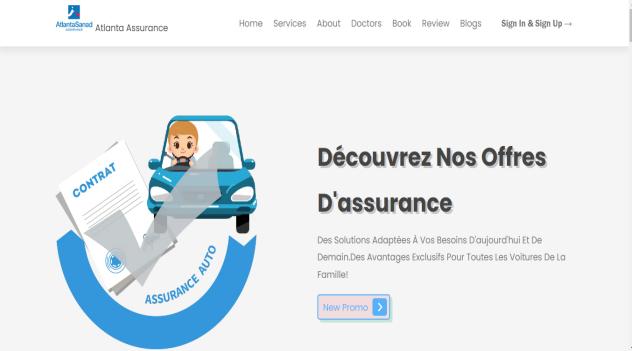 AtlantaSanad
ASSURANCE
Atlanta Assurance
Home Services About Doctors Book Review Blogs Sign In & Sign Up →
CONTRAT
ASSURANCE AUTO
Découvrez Nos Offres
D'assurance
Des Solutions Adaptées À Vos Besoins D'aujourd'hui Et De
Demain.Des Avantages Exclusifs Pour Toutes Les Voitures De La
Famille!
New Promo